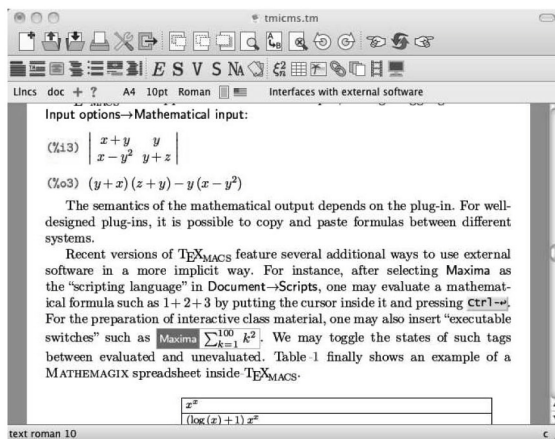 tmicms.tm
E S V S NA
Llncs doc + ? A4 10pt Roman Interfaces with external software
Input options→Mathematical input:
(%i3) | x + y y |
| x − y² y + z |
(%o3) (y + x) (z + y) − y (x − y²)
The semantics of the mathematical output depends on the plug-in. For well-
designed plug-ins, it is possible to copy and paste formulas between different
systems.
Recent versions of TEXMACS feature several additional ways to use external
software in a more implicit way. For instance, after selecting Maxima as
the “scripting language” in Document→Scripts, one may evaluate a mathemat-
ical formula such as 1 + 2 + 3 by putting the cursor inside it and pressing Ctrl-↵.
For the preparation of interactive class material, one may also insert “executable
switches” such as Maxima ∑_{k=1}^{100} k². We may toggle the states of such tags
between evaluated and unevaluated. Table 1 finally shows an example of a
MATHEMAGIX spreadsheet inside TEXMACS.
x^x
(log (x) + 1) x^x
text roman 10 c